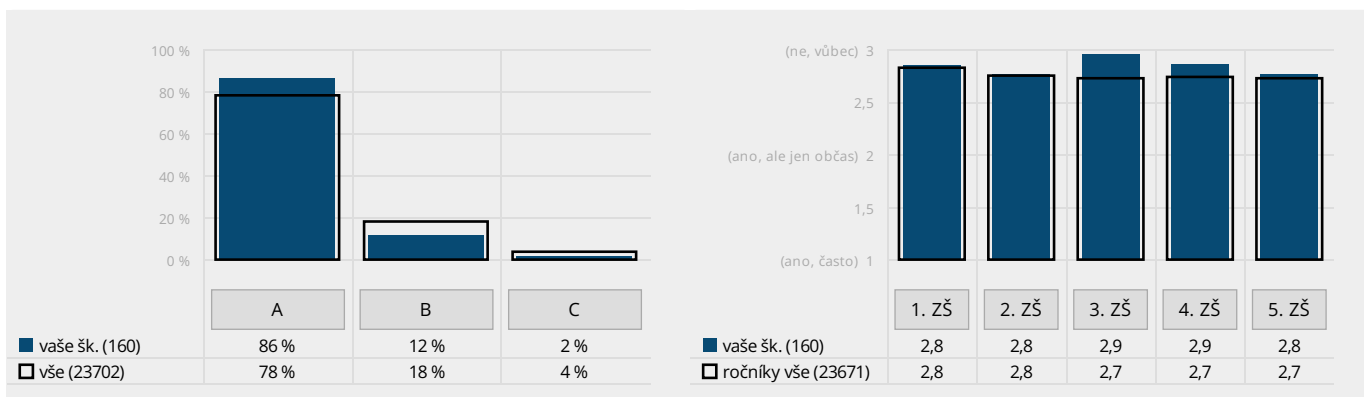 100 %
80 %
60 %
40 %
20 %
0 %
A B C
vaše šk. (160) 86 % 12 % 2 %
vše (23702) 78 % 18 % 4 %
(ne, vůbec) 3
2,5
(ano, ale jen občas) 2
1,5
(ano, často) 1
1. ZŠ 2. ZŠ 3. ZŠ 4. ZŠ 5. ZŠ
vaše šk. (160) 2,8 2,8 2,9 2,9 2,8
ročníky vše (23671) 2,8 2,8 2,7 2,7 2,7